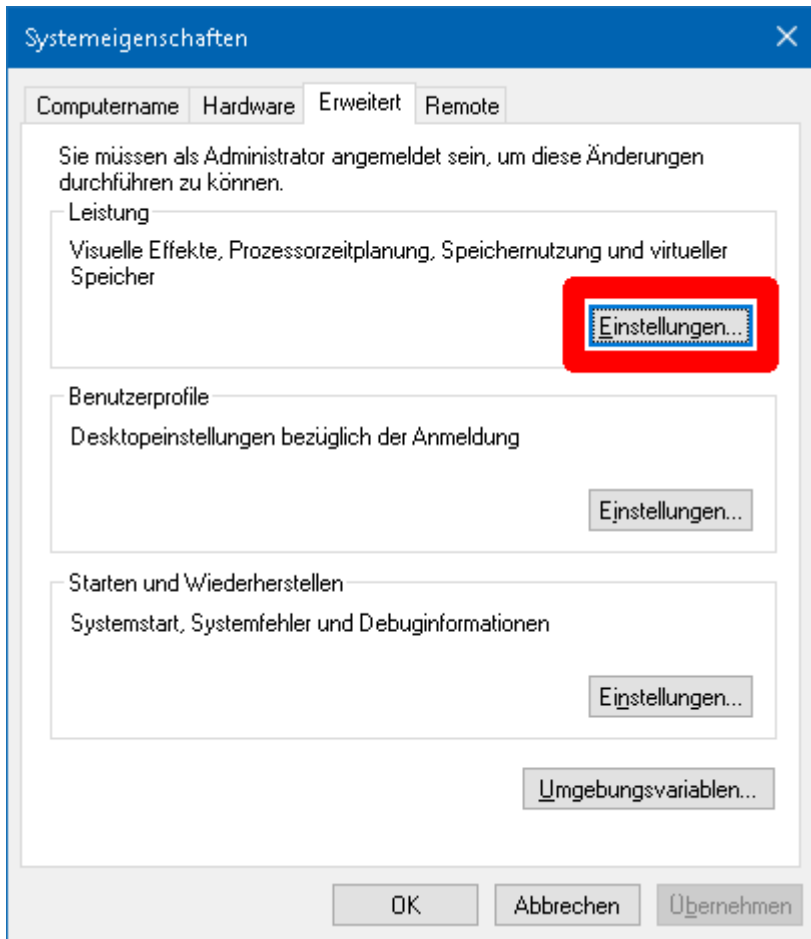 Systemeigenschaften
Computername Hardware Erweitert Remote
Sie müssen als Administrator angemeldet sein, um diese Änderungen
durchführen zu können.
Leistung
Visuelle Effekte, Prozessorzeitplanung, Speichernutzung und virtueller
Speicher
Einstellungen...
Benutzerprofile
Desktopeinstellungen bezüglich der Anmeldung
Einstellungen...
Starten und Wiederherstellen
Systemstart, Systemfehler und Debuginformationen
Einstellungen...
Umgebungsvariablen...
OK Abbrechen Übernehmen